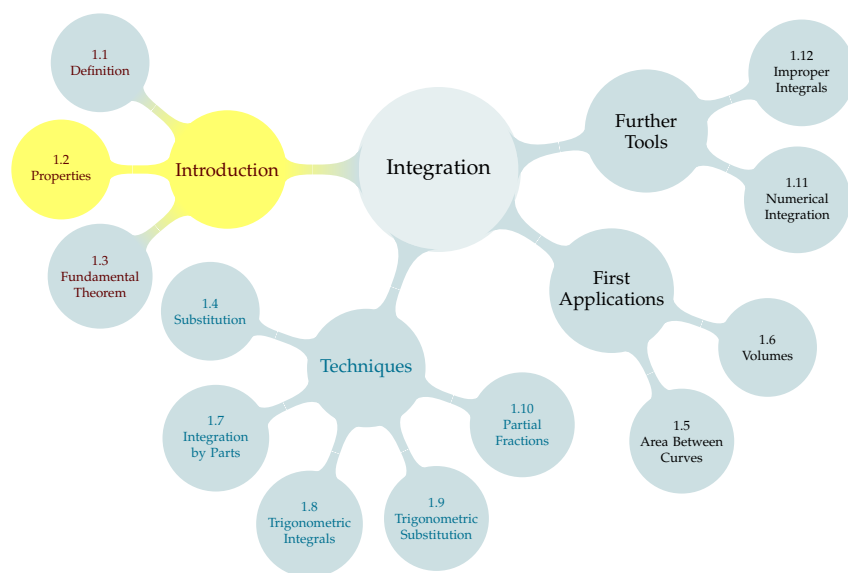 Integration
Introduction
1.1
Definition
1.2
Properties
1.3
Fundamental
Theorem
Techniques
1.4
Substitution
1.7
Integration
by Parts
1.8
Trigonometric
Integrals
1.9
Trigonometric
Substitution
1.10
Partial
Fractions
First
Applications
1.5
Area Between
Curves
1.6
Volumes
Further
Tools
1.11
Numerical
Integration
1.12
Improper
Integrals